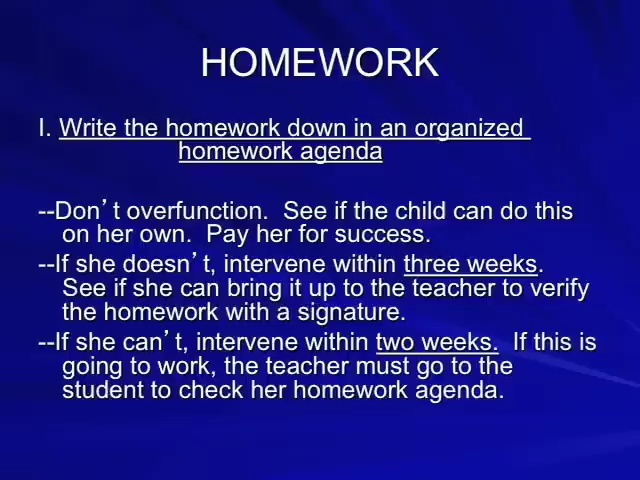 HOMEWORK
I. Write the homework down in an organized
homework agenda
--Don’t overfunction.  See if the child can do this
on her own.  Pay her for success.
--If she doesn’t, intervene within three weeks.
See if she can bring it up to the teacher to verify
the homework with a signature.
--If she can’t, intervene within two weeks.  If this is
going to work, the teacher must go to the
student to check her homework agenda.